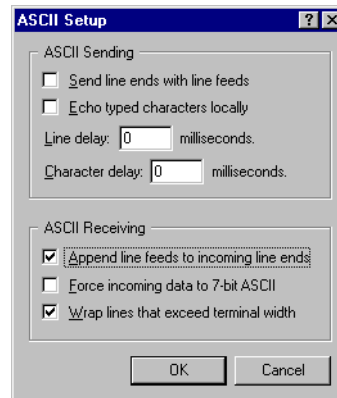 ASCII Setup
ASCII Sending
Send line ends with line feeds
Echo typed characters locally
Line delay: 0 milliseconds.
Character delay: 0 milliseconds.
ASCII Receiving
Append line feeds to incoming line ends
Force incoming data to 7-bit ASCII
Wrap lines that exceed terminal width
OK Cancel